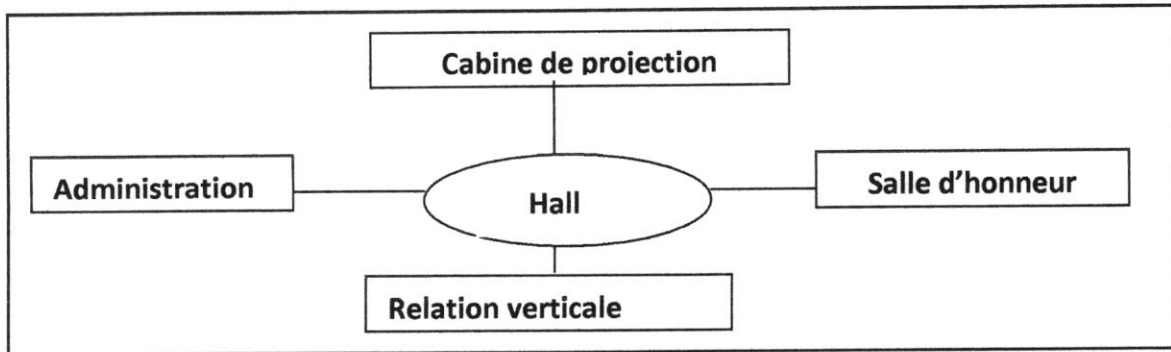 Cabine de projection
Administration
Hall
Salle d'honneur
Relation verticale